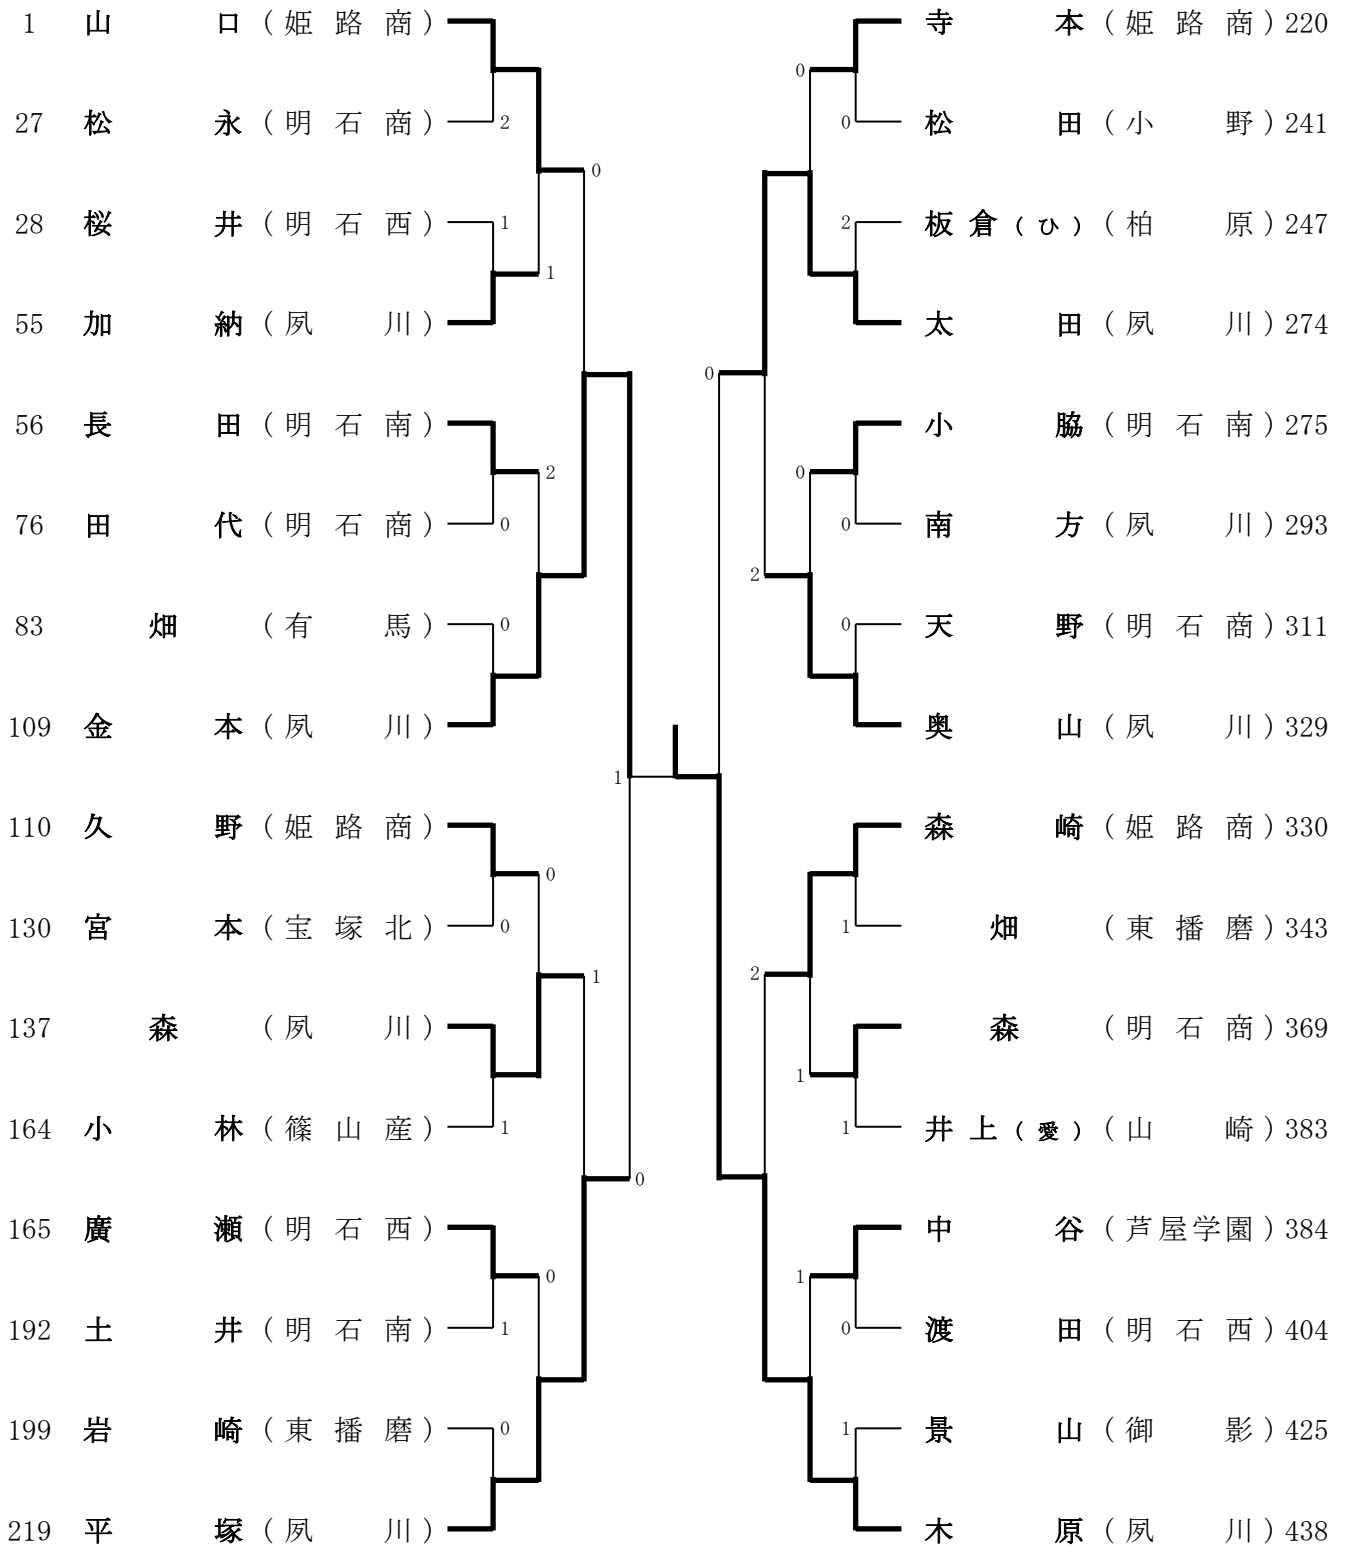 1 山口 (姫路商) 寺本 (姫路商) 220
0
27 松永 (明石商) 2 0 松田 (小野) 241
0
28 桜井 (明石西) 1 2 板倉(ひ) (柏原) 247
1
55 加納 (夙川) 太田 (夙川) 274
0
56 長田 (明石南) 小脇 (明石南) 275
2 0
76 田代 (明石商) 0 0 南方 (夙川) 293
2
83 畑 (有馬) 0 0 天野 (明石商) 311
109 金本 (夙川) 奥山 (夙川) 329
1
110 久野 (姫路商) 森崎 (姫路商) 330
0
130 宮本 (宝塚北) 0 1 畑 (東播磨) 343
1 2
137 森 (夙川) 森 (明石商) 369
1
164 小林 (篠山産) 1 1 井上(愛) (山崎) 383
0
165 廣瀬 (明石西) 中谷 (芦屋学園) 384
0 1
192 土井 (明石南) 1 0 渡田 (明石西) 404
199 岩崎 (東播磨) 0 1 景山 (御影) 425
219 平塚 (夙川) 木原 (夙川) 438